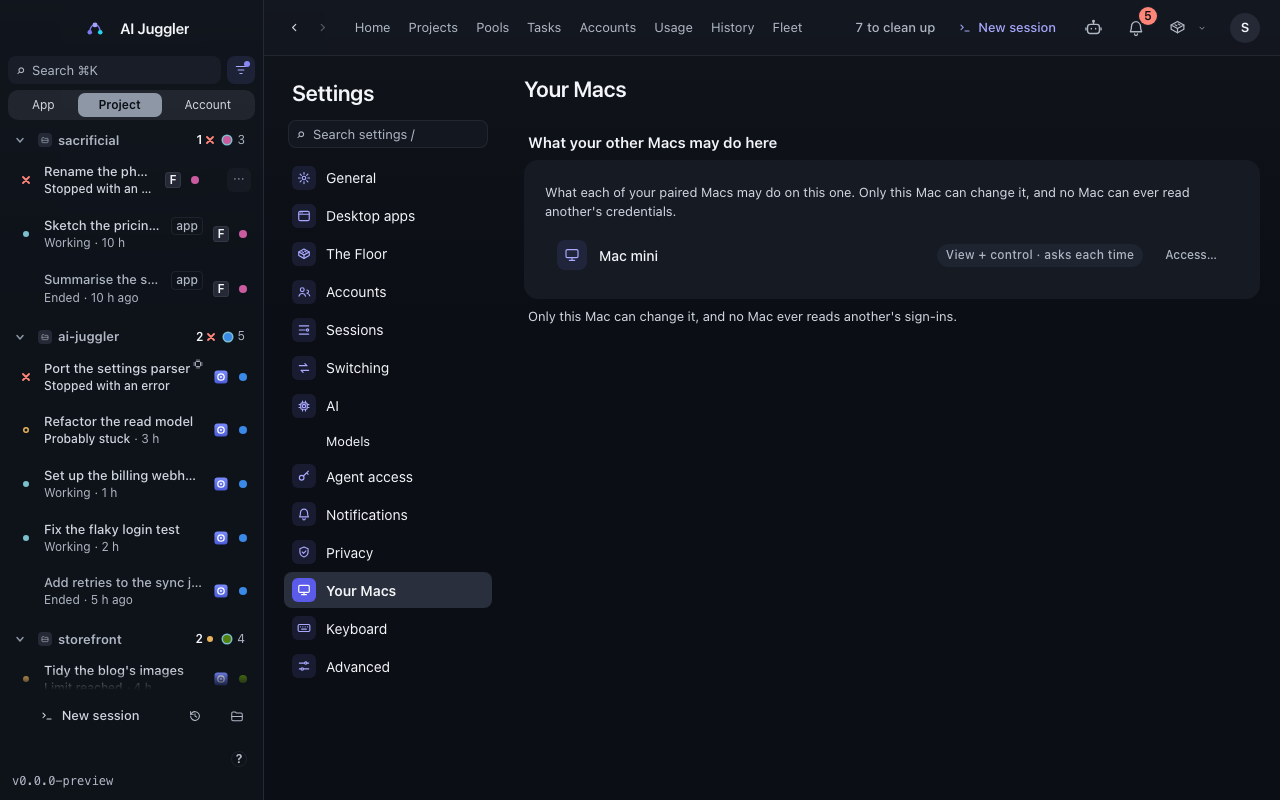 AI Juggler
Search ⌘K
App
Project
Account
sacrificial
1
3
Rename the ph...
F
Stopped with an ...
Sketch the pricin...
app
F
Working · 10 h
Summarise the s...
app
F
Ended · 10 h ago
ai-juggler
2
5
Port the settings parser
Stopped with an error
Refactor the read model
Probably stuck · 3 h
Set up the billing webh...
Working · 1 h
Fix the flaky login test
Working · 2 h
Add retries to the sync j...
Ended · 5 h ago
storefront
2
4
Tidy the blog's images
Limit reached · 4 h
New session
?
v0.0.0-preview
Home
Projects
Pools
Tasks
Accounts
Usage
History
Fleet
7 to clean up
New session
5
S
Settings
Search settings /
General
Desktop apps
The Floor
Accounts
Sessions
Switching
AI
Models
Agent access
Notifications
Privacy
Your Macs
Keyboard
Advanced
Your Macs
What your other Macs may do here
What each of your paired Macs may do on this one. Only this Mac can change it, and no Mac can ever read
another's credentials.
Mac mini
View + control · asks each time
Access...
Only this Mac can change it, and no Mac ever reads another's sign-ins.